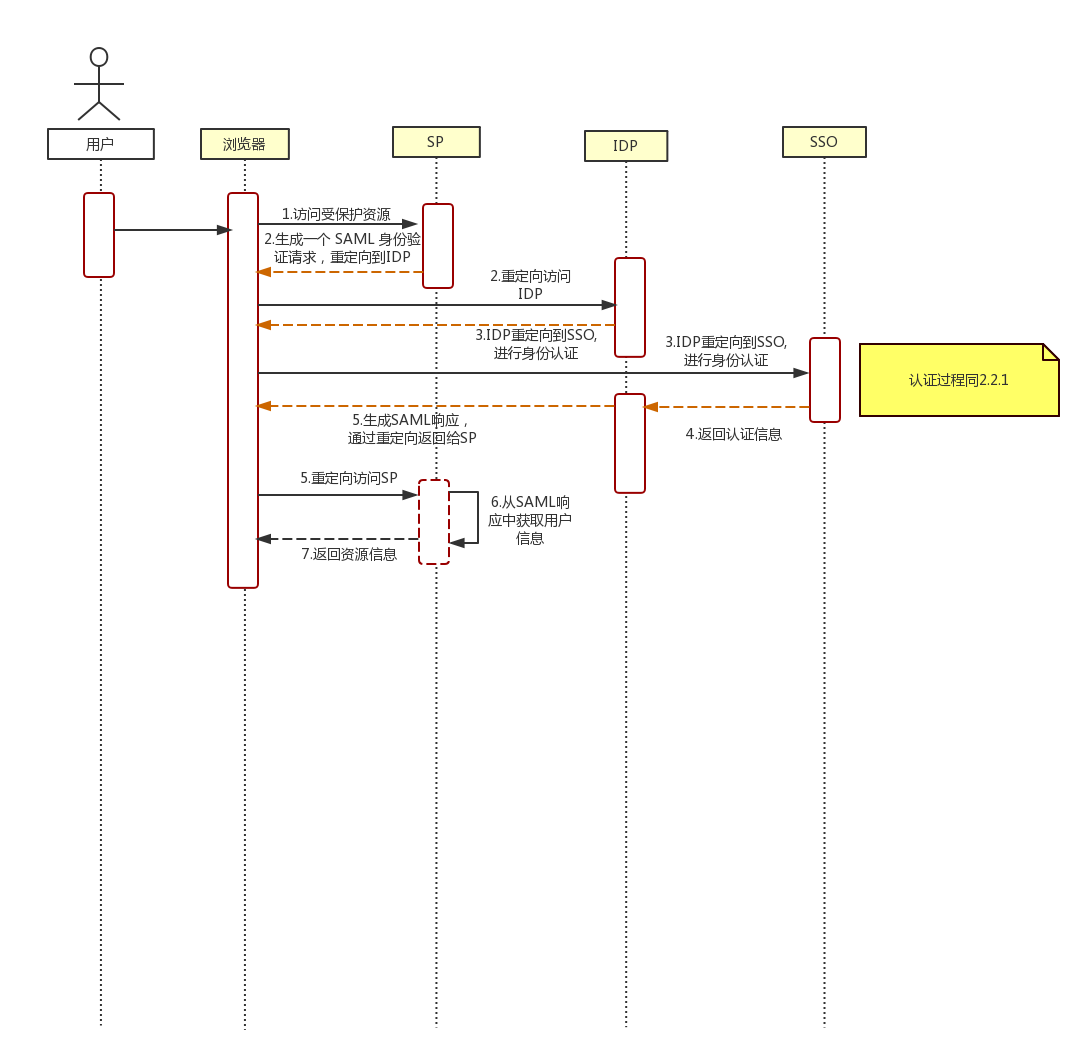 用户
浏览器
SP
IDP
SSO
1.访问受保护资源
2.生成一个 SAML 身份验
证请求，重定向到IDP
2.重定向访问
IDP
3.IDP重定向到SSO,
进行身份认证
3.IDP重定向到SSO,
进行身份认证
认证过程同2.2.1
5.生成SAML响应，
通过重定向返回给SP
4.返回认证信息
5.重定向访问SP
6.从SAML响
应中获取用户
信息
7.返回资源信息